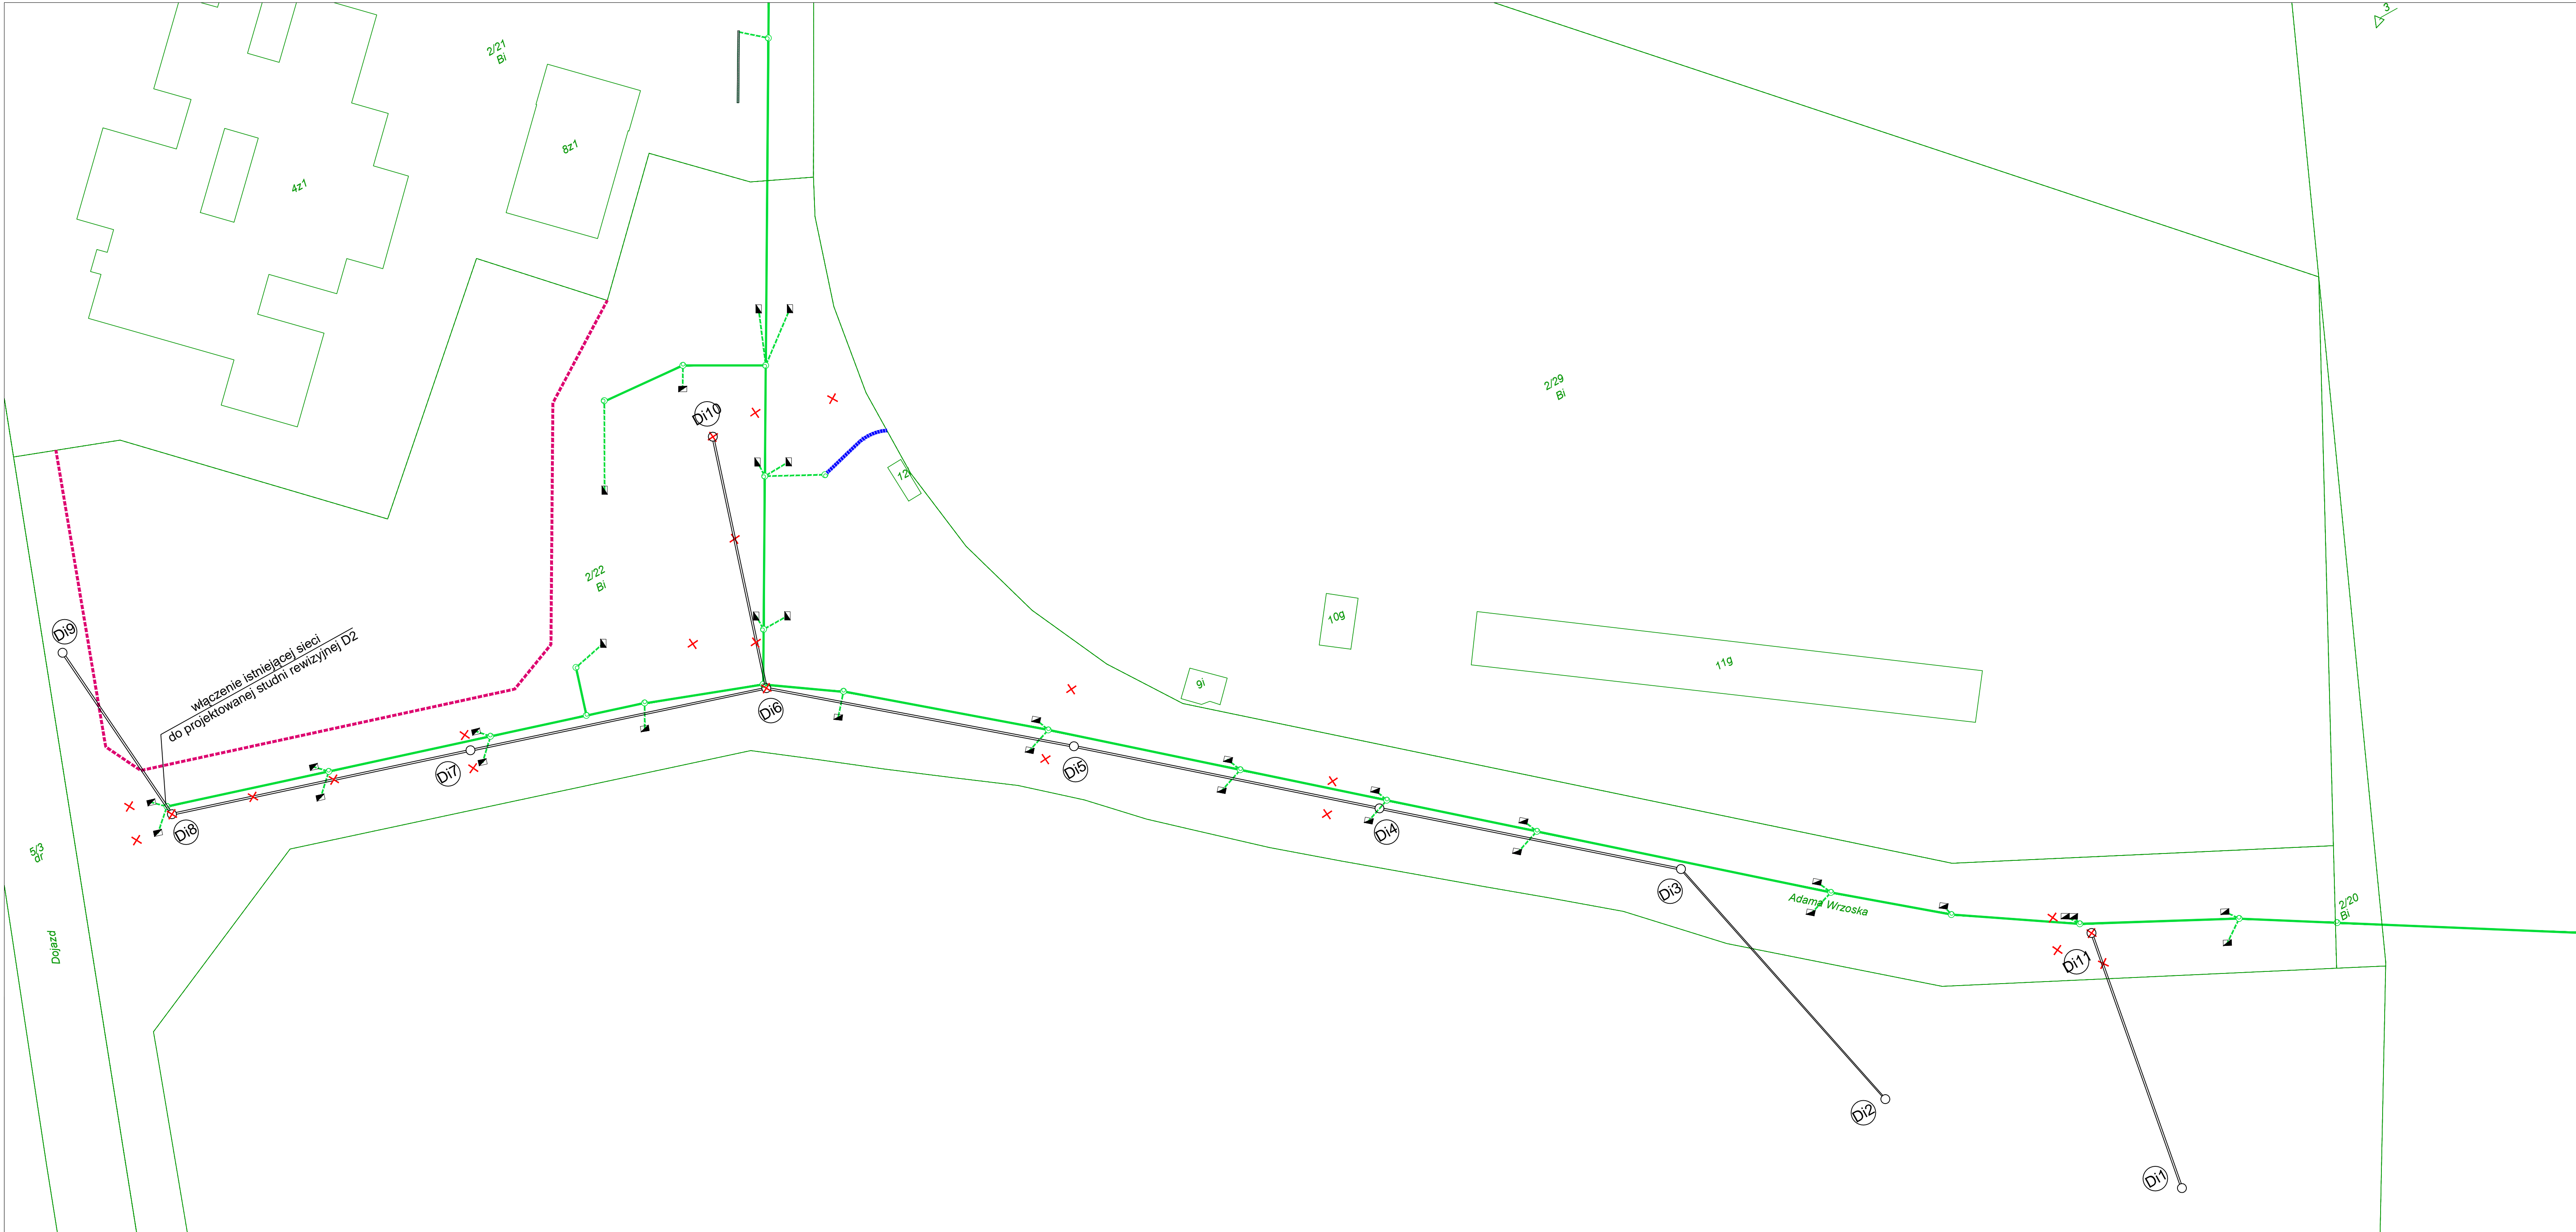 3
2/21
Bi
8z1
4z1
2/29
Bi
Di10
12i
2/22
Bi
10g
Di9
włączenie istniejącej sieci
do projektowanej studni rewizyjnej D2
11g
9i
Di6
Di7
Di5
Di8
Di4
5/3
dr
Di3
Adama Wrzoska
2/20
Bi
Dojazd
Di11
Di2
Di1